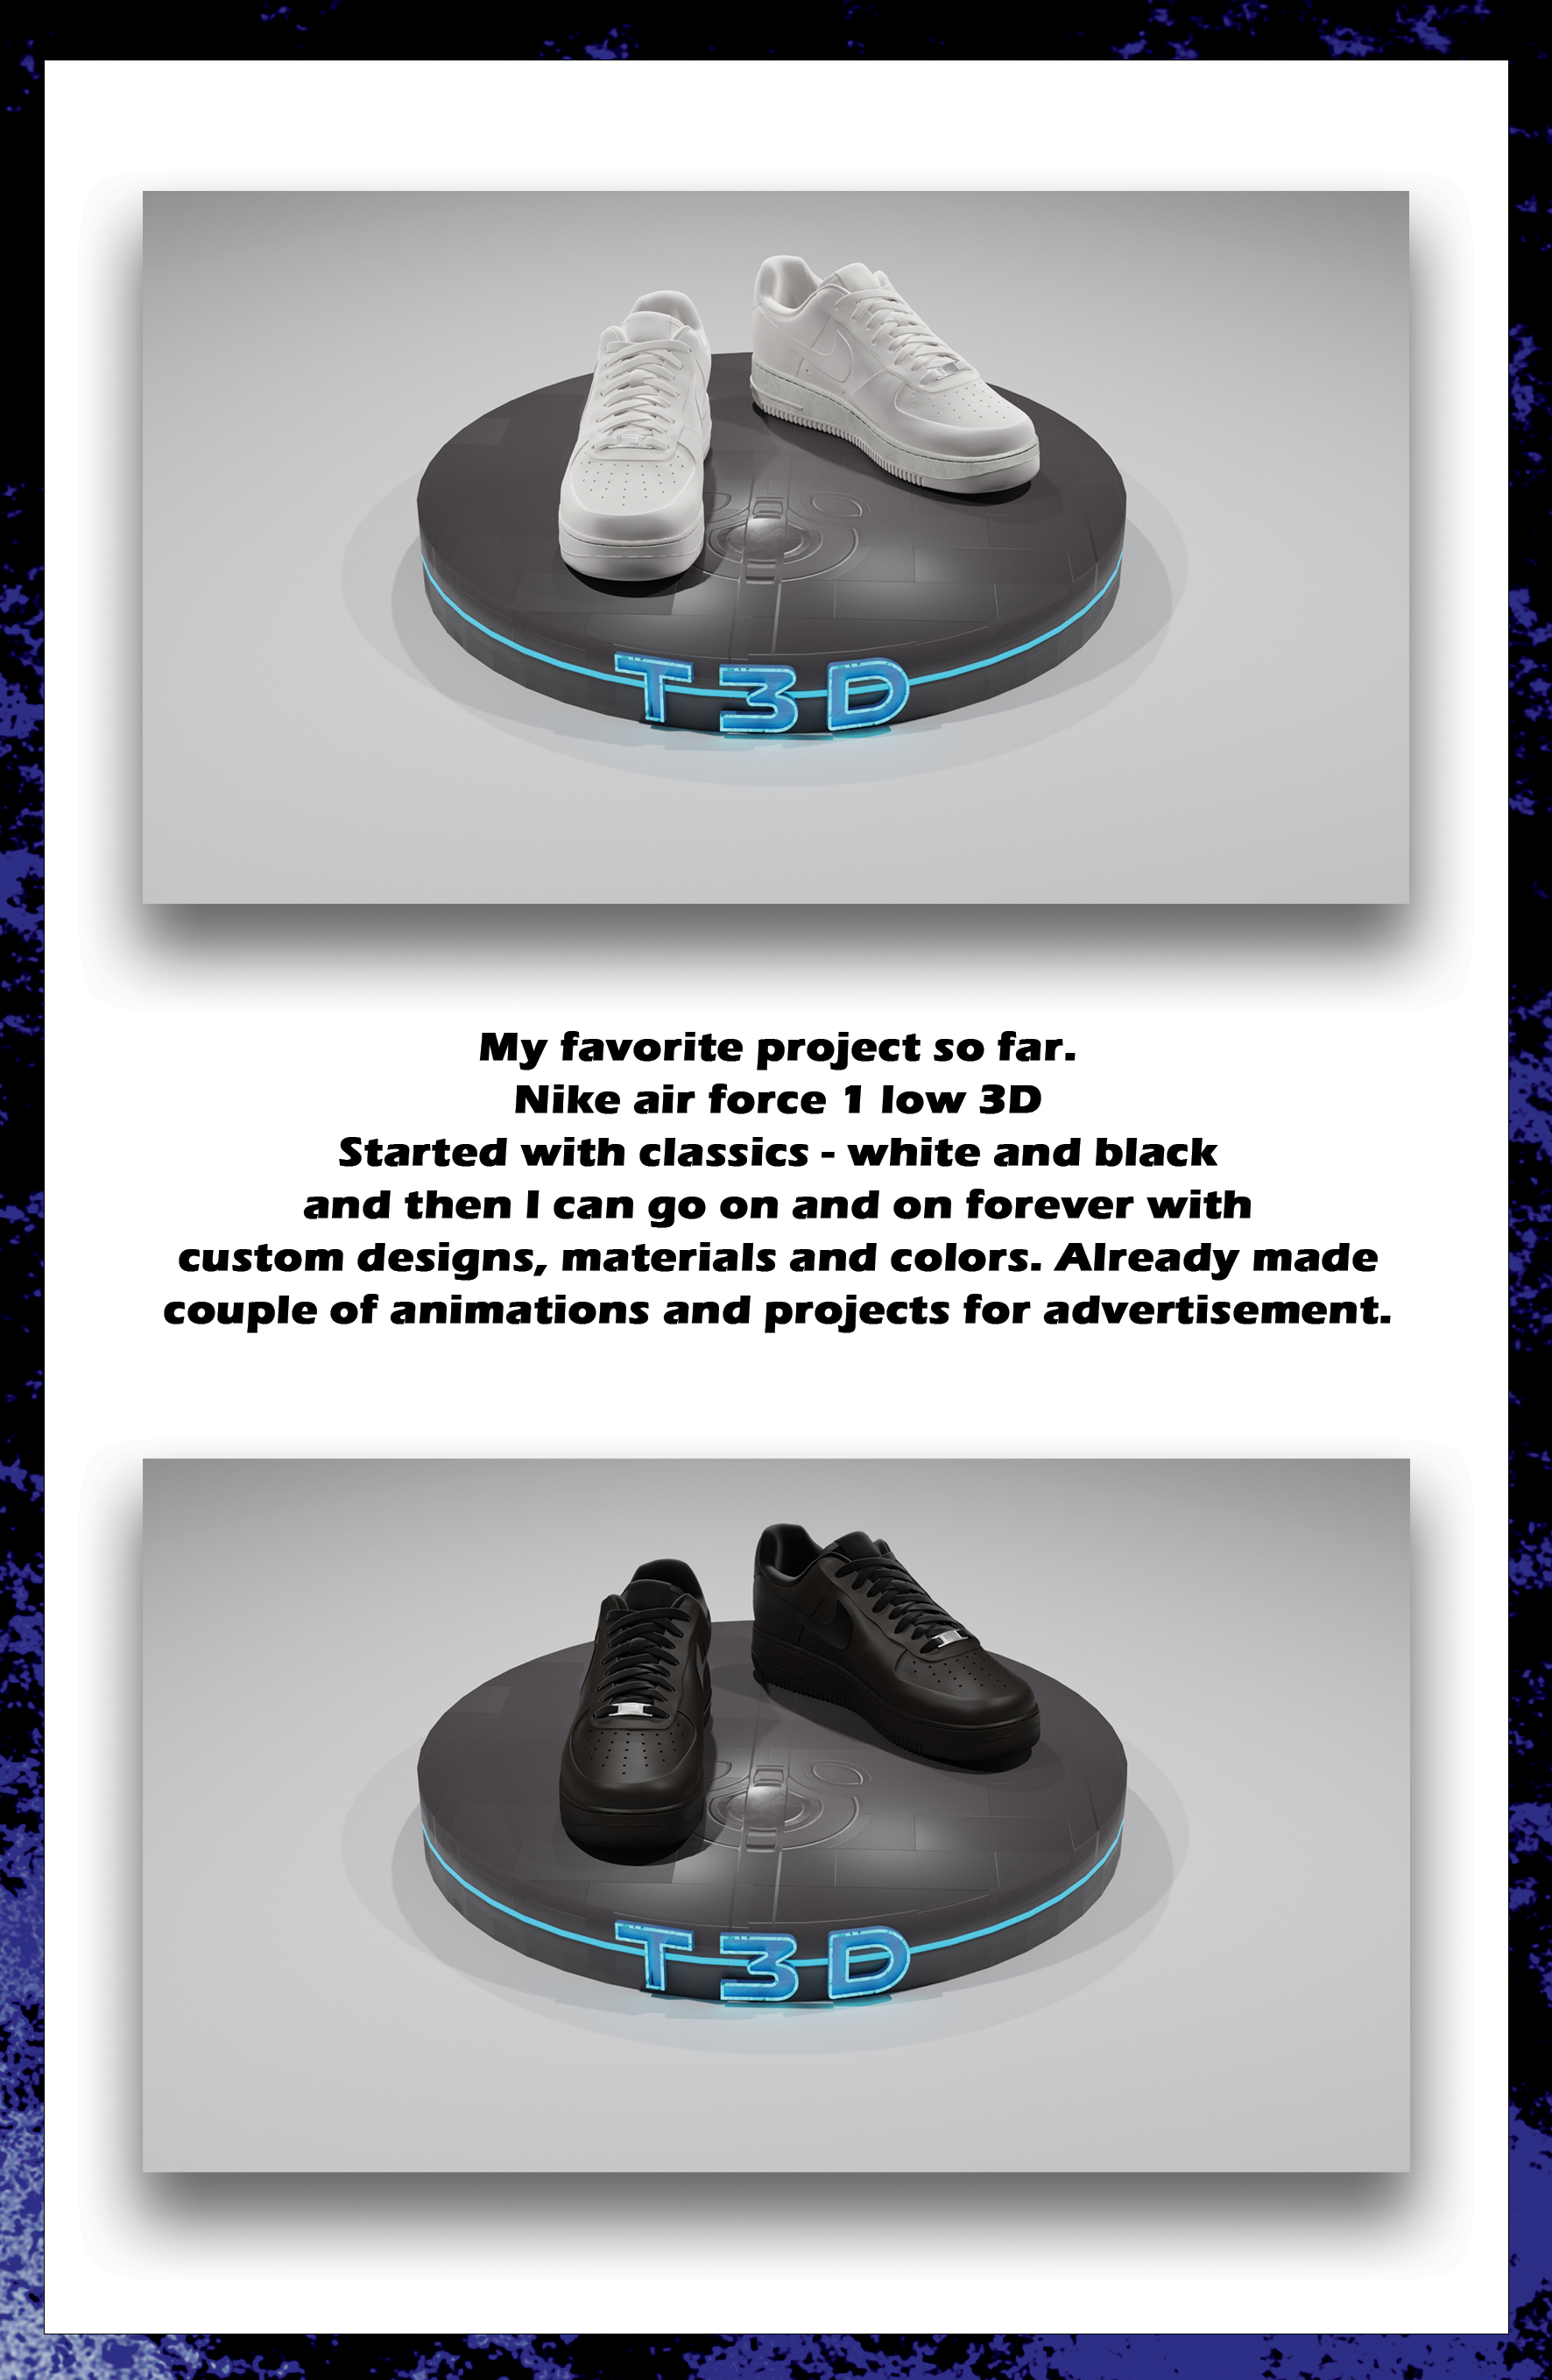 T3D
My favorite project so far.
Nike air force 1 low 3D
Started with classics - white and black
and then I can go on and on forever with
custom designs, materials and colors. Already made
couple of animations and projects for advertisement.
T3D